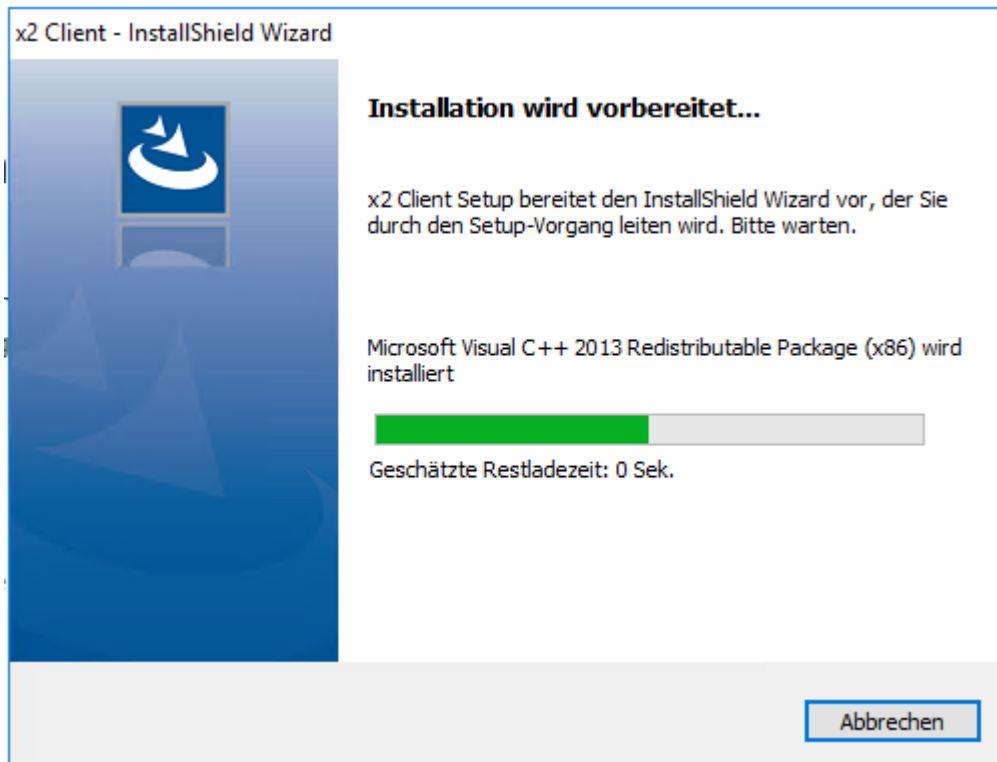 x2 Client - InstallShield Wizard
Installation wird vorbereitet...
x2 Client Setup bereitet den InstallShield Wizard vor, der Sie
durch den Setup-Vorgang leiten wird. Bitte warten.
Microsoft Visual C++ 2013 Redistributable Package (x86) wird
installiert
Geschätzte Restladezeit: 0 Sek.
Abbrechen